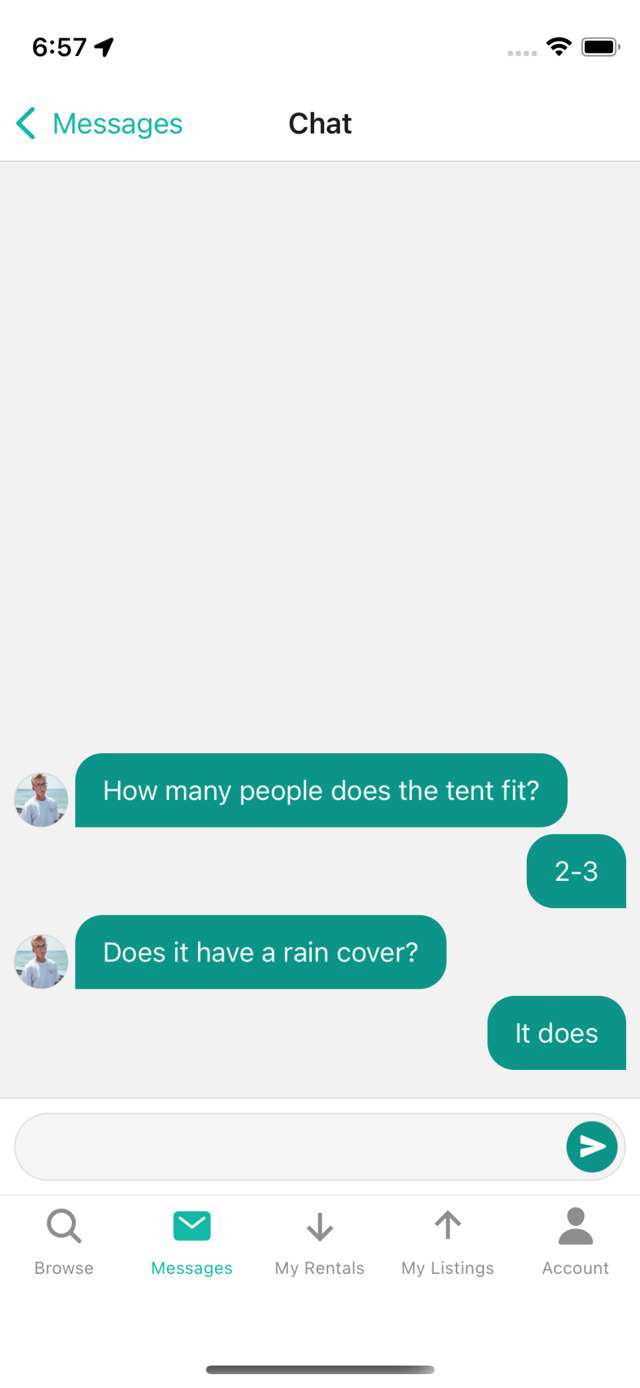 6:57
Messages
Chat
How many people does the tent fit?
2-3
Does it have a rain cover?
It does
Browse
Messages
My Rentals
My Listings
Account